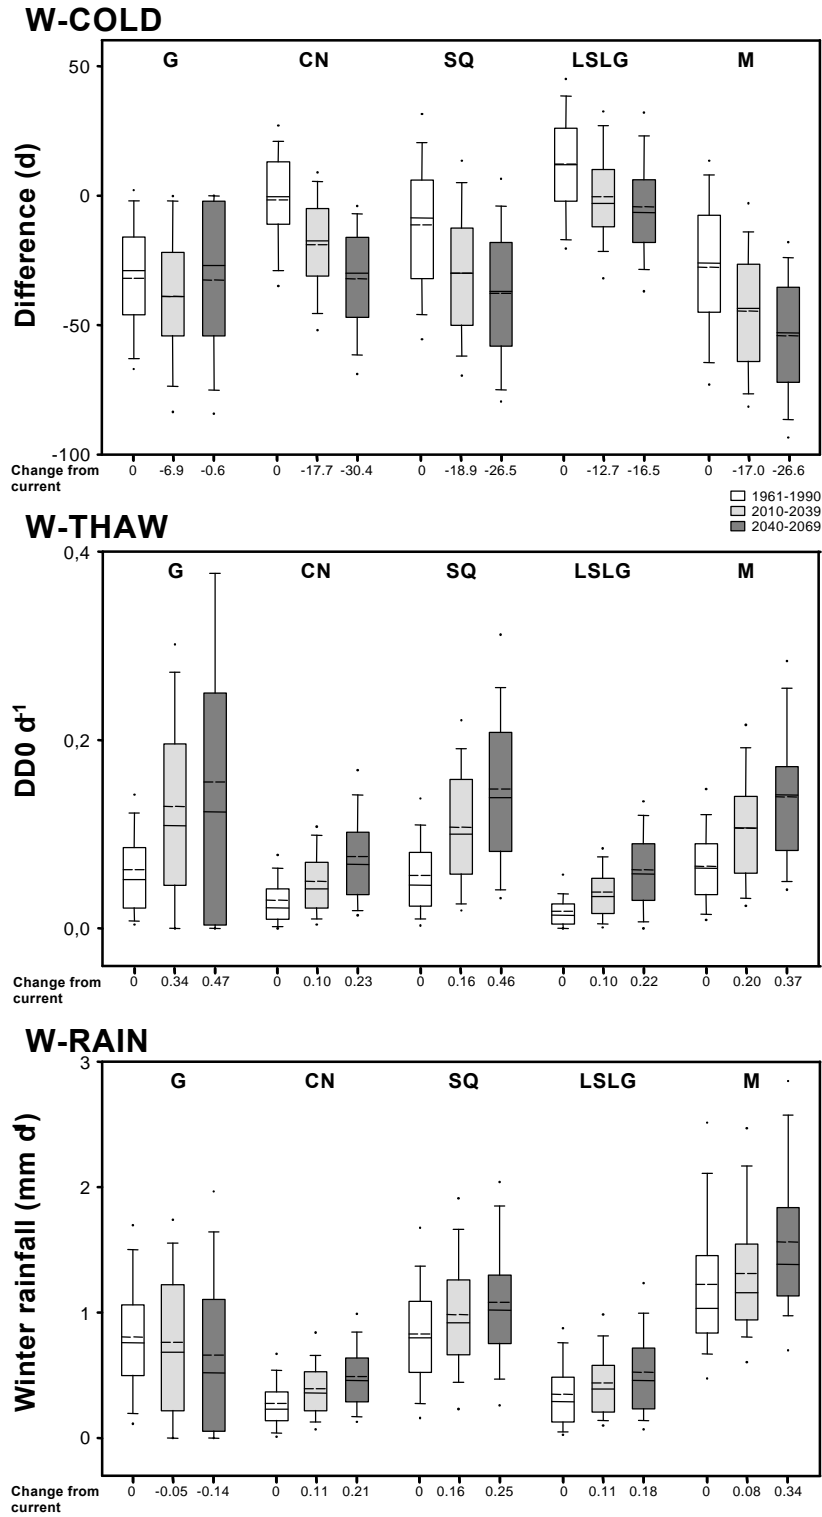 W-COLD
G CN SQ LSLG M
50
0
-50
-100
Difference (d)
Change from 0 -6.9 -0.6 0 -17.7 -30.4 0 -18.9 -26.5 0 -12.7 -16.5 0 -17.0 -26.6
current
1961-1990
2010-2039
2040-2069
W-THAW
0,4
G CN SQ LSLG M
0,2
0,0
DD0 d-1
Change from 0 0.34 0.47 0 0.10 0.23 0 0.16 0.46 0 0.10 0.22 0 0.20 0.37
current
W-RAIN
3
G CN SQ LSLG M
2
1
0
Winter rainfall (mm d-1)
Change from 0 -0.05 -0.14 0 0.11 0.21 0 0.16 0.25 0 0.11 0.18 0 0.08 0.34
current